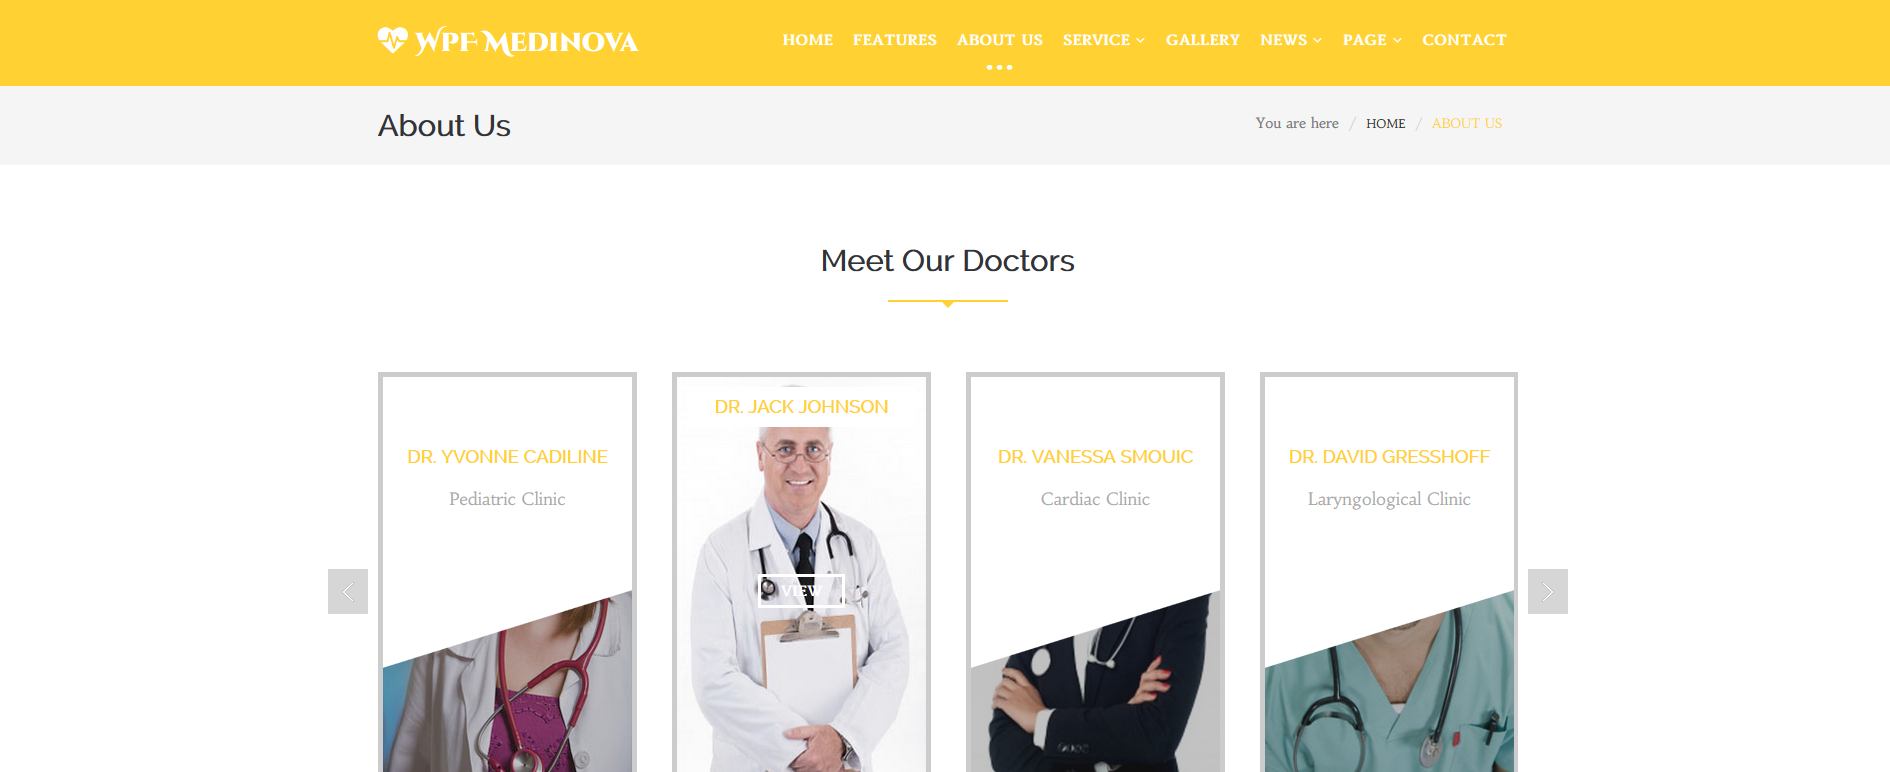 WPF MEDINOVA
HOME FEATURES ABOUT US SERVICE GALLERY NEWS PAGE CONTACT
About Us
You are here / HOME / ABOUT US
Meet Our Doctors
DR. YVONNE CADILINE
Pediatric Clinic
DR. JACK JOHNSON
VIEW
DR. VANESSA SMOUIC
Cardiac Clinic
DR. DAVID GRESSHOFF
Laryngological Clinic